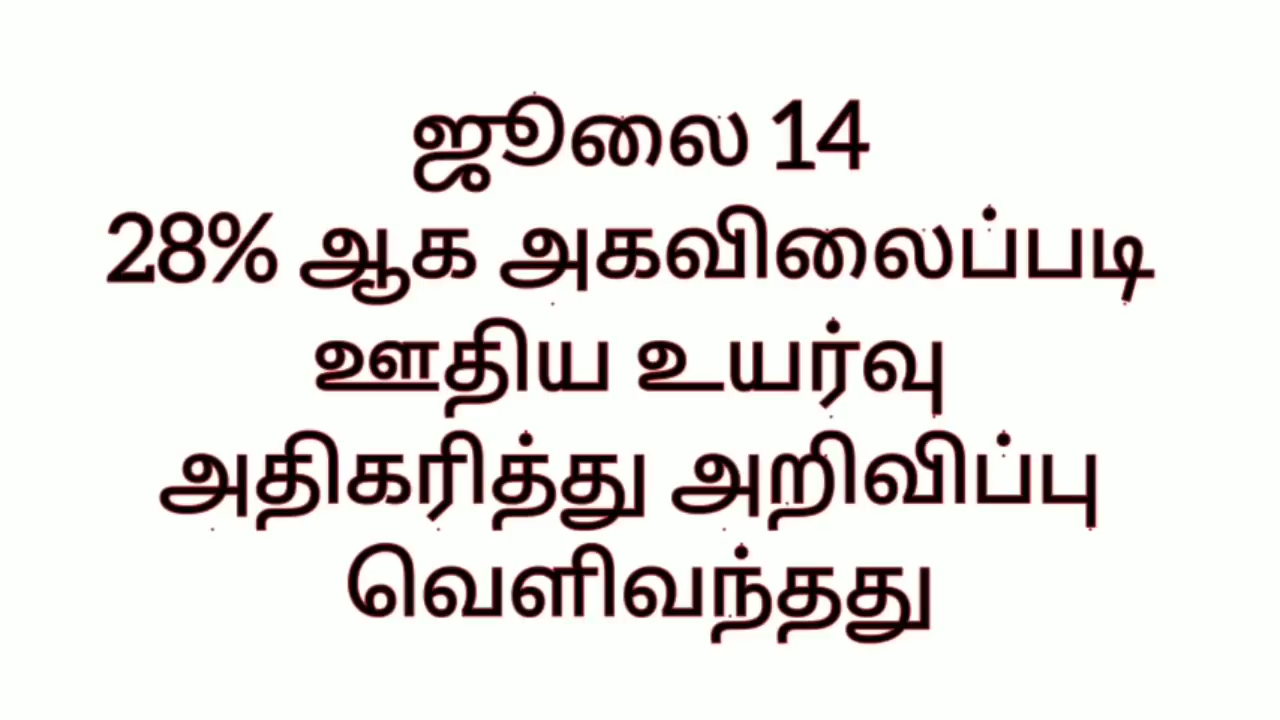 ஜூலை 14
28% ஆக அகவிலைப்படி
ஊதிய உயர்வு
அதிகரித்து அறிவிப்பு
வெளிவந்தது